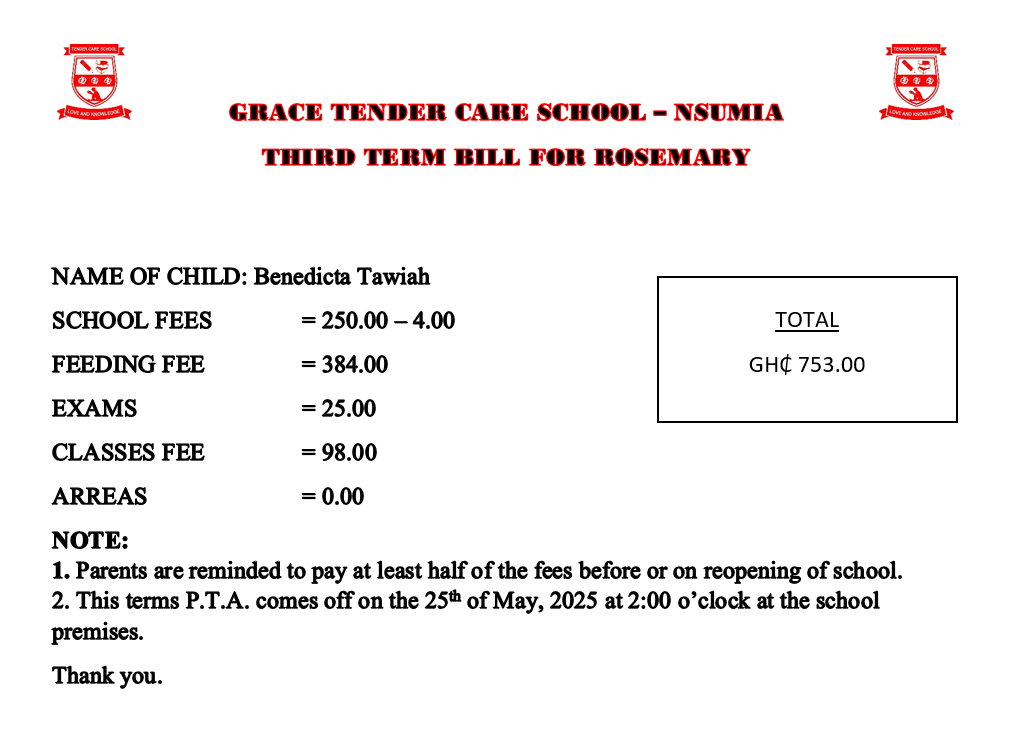 TENDER CARE SCHOOL
LOVE AND KNOWLEDGE
TENDER CARE SCHOOL
LOVE AND KNOWLEDGE
GRACE TENDER CARE SCHOOL – NSUMIA
THIRD TERM BILL FOR ROSEMARY
NAME OF CHILD: Benedicta Tawiah
SCHOOL FEES = 250.00 – 4.00
FEEDING FEE = 384.00
EXAMS = 25.00
CLASSES FEE = 98.00
ARREAS = 0.00
TOTAL
GH₵ 753.00
NOTE:
1. Parents are reminded to pay at least half of the fees before or on reopening of school.
2. This terms P.T.A. comes off on the 25th of May, 2025 at 2:00 o’clock at the school
premises.
Thank you.